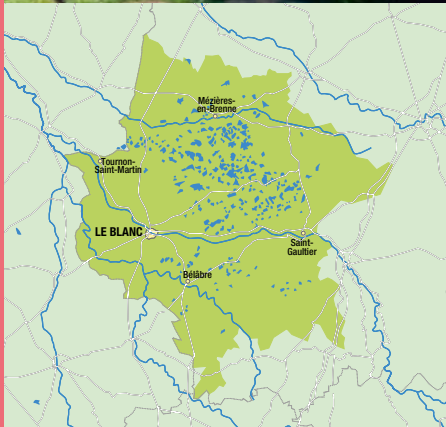 Mézières-
en-Brenne
Tournon-
Saint-Martin
LE BLANC
Saint-
Gaultier
Bélâbre